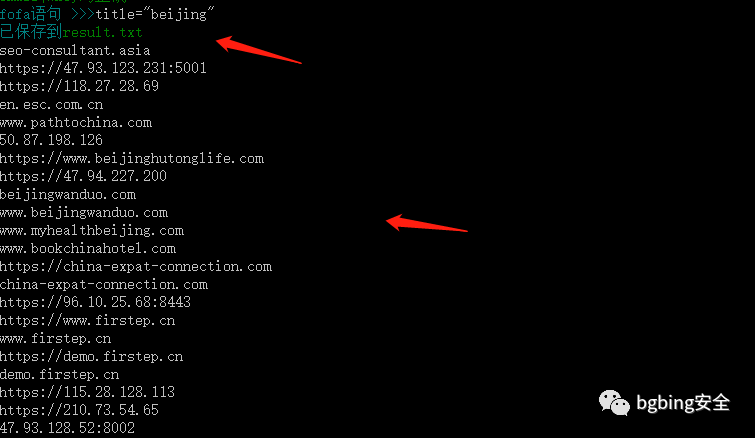 fofa语句 >>>title="beijing"
已保存到result.txt
seo-consultant.asia
https://47.93.123.231:5001
https://118.27.28.69
en.esc.com.cn
www.pathtochina.com
50.87.198.126
https://www.beijinghutonglife.com
https://47.94.227.200
beijingwanduo.com
www.beijingwanduo.com
www.myhealthbeijing.com
www.bookchinahotel.com
https://china-expat-connection.com
china-expat-connection.com
https://96.10.25.68:8443
https://www.firstep.cn
www.firstep.cn
https://demo.firstep.cn
demo.firstep.cn
https://115.28.128.113
https://210.73.54.65
47.93.128.52:8002
bgbing安全